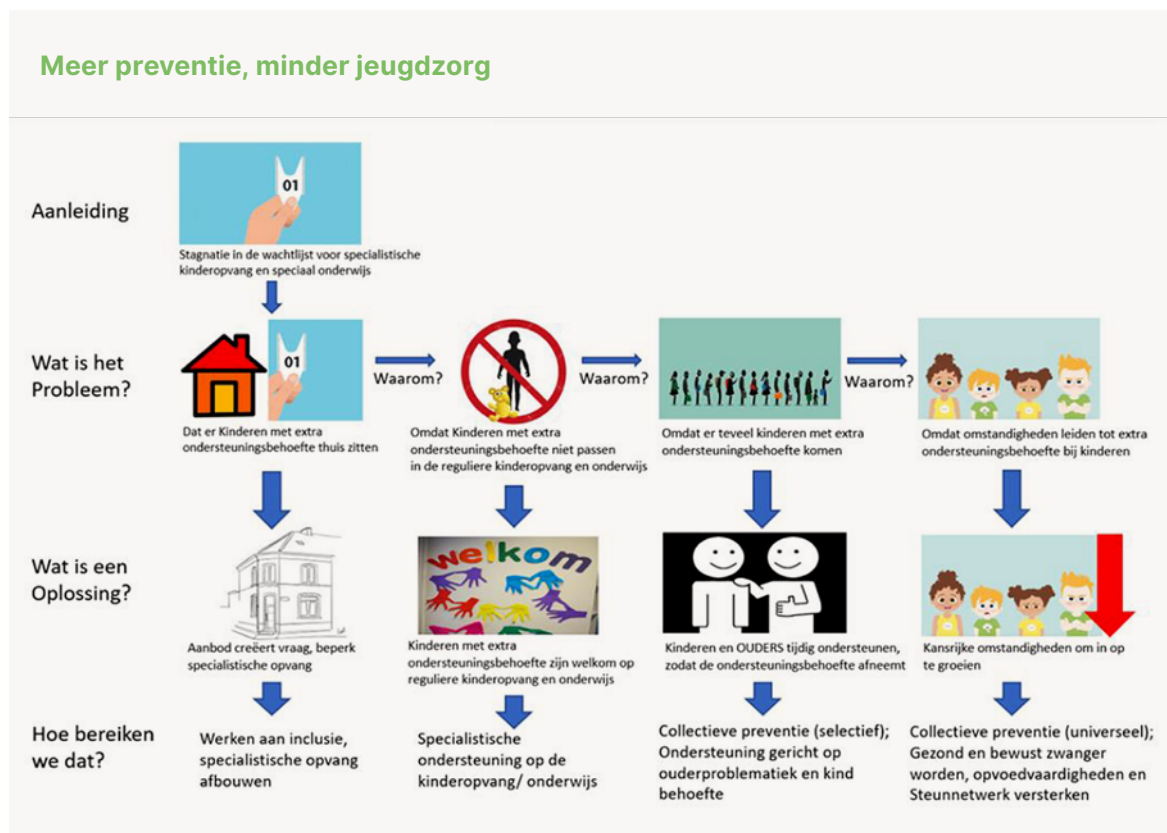 Meer preventie, minder jeugdzorg
Aanleiding
01
Stagnatie in de wachtlijst voor specialistische
kinderopvang en speciaal onderwijs
Wat is het
Probleem?
01
Waarom?
Waarom?
Waarom?
Dat er Kinderen met extra
ondersteuningsbehoefte thuis zitten
Omdat Kinderen met extra
ondersteuningsbehoefte niet passen
in de reguliere kinderopvang en onderwijs
Omdat er teveel kinderen met extra
ondersteuningsbehoefte komen
Omdat omstandigheden leiden tot extra
ondersteuningsbehoefte bij kinderen
Wat is een
Oplossing?
welkom
Aanbod creëert vraag, beperk
specialistische opvang
Kinderen met extra
ondersteuningsbehoefte zijn welkom op
reguliere kinderopvang en onderwijs
Kinderen en OUDERS tijdig ondersteunen,
zodat de ondersteuningsbehoefte afneemt
Kansrijke omstandigheden om in op
te groeien
Hoe bereiken
we dat?
Werken aan inclusie,
specialistische opvang
afbouwen
Specialistische
ondersteuning op de
kinderopvang/ onderwijs
Collectieve preventie (selectief);
Ondersteuning gericht op
ouderproblematiek en kind
behoefte
Collectieve preventie (universeel);
Gezond en bewust zwanger
worden, opvoedvaardigheden en
Steunnetwerk versterken